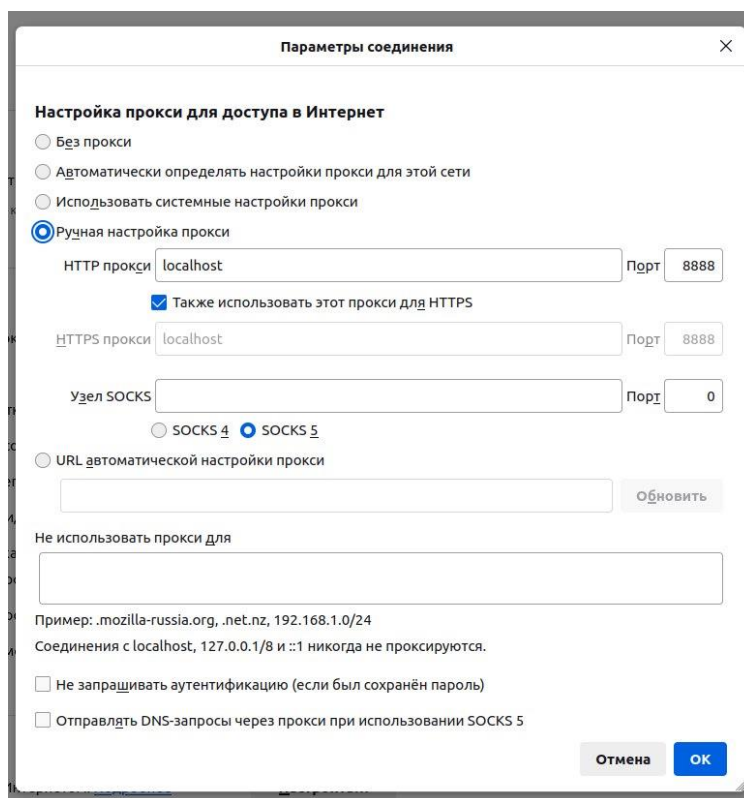 Параметры соединения
Настройка прокси для доступа в Интернет
Без прокси
Автоматически определять настройки прокси для этой сети
Использовать системные настройки прокси
Ручная настройка прокси
HTTP прокси localhost Порт 8888
Также использовать этот прокси для HTTPS
HTTPS прокси localhost Порт 8888
Узел SOCKS Порт 0
SOCKS 4 SOCKS 5
URL автоматической настройки прокси
Обновить
Не использовать прокси для
Пример: .mozilla-russia.org, .net.nz, 192.168.1.0/24
Соединения с localhost, 127.0.0.1/8 и ::1 никогда не проксируются.
Не запрашивать аутентификацию (если был сохранён пароль)
Отправлять DNS-запросы через прокси при использовании SOCKS 5
Отмена OK